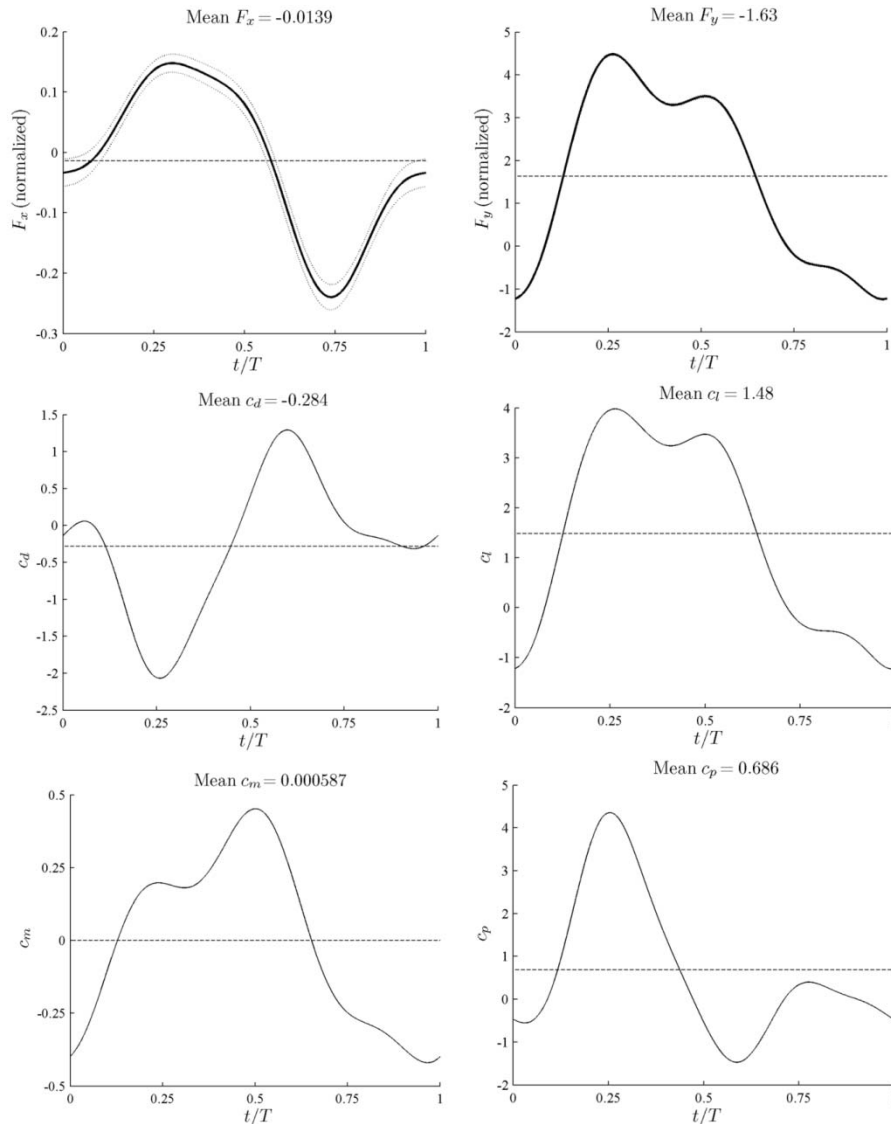 Mean F_x = -0.0139
0.2
0.1
0
-0.1
-0.2
-0.3
F_x (normalized)
0 0.25 0.5 0.75 1
t/T
Mean F_y = -1.63
5
4
3
2
1
0
-1
-2
F_y (normalized)
0 0.25 0.5 0.75 1
t/T
Mean c_d = -0.284
1.5
1
0.5
0
-0.5
-1
-1.5
-2
-2.5
c_d
0 0.25 0.5 0.75 1
t/T
Mean c_l = 1.48
4
3
2
1
0
-1
-2
c_l
0 0.25 0.5 0.75 1
t/T
Mean c_m = 0.000587
0.5
0.25
0
-0.25
-0.5
c_m
0 0.25 0.5 0.75 1
t/T
Mean c_p = 0.686
5
4
3
2
1
0
-1
-2
c_p
0 0.25 0.5 0.75 1
t/T